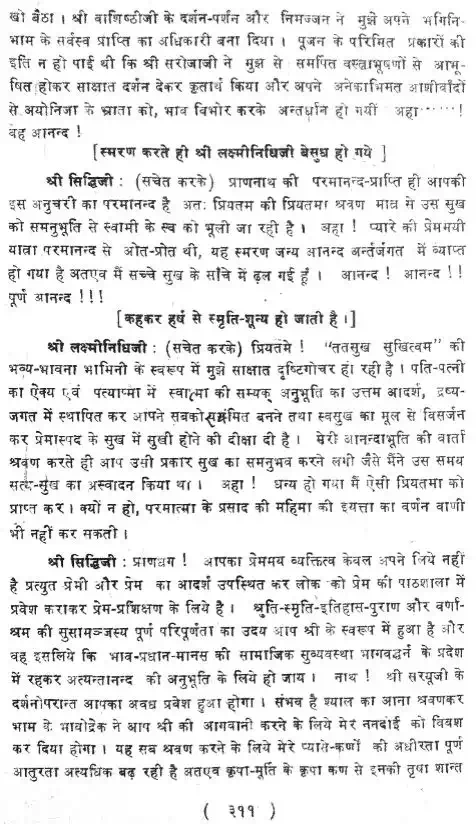 खो बैठा । श्री वाशिष्ठीजी के दर्शन-पर्शन और निमज्जन ने मुझे अपने भगिनि-
भाम के सर्वस्व प्राप्ति का अधिकारी बना दिया । पूजन के परिमित प्रकारों की
इति न हो पाई थी कि श्री सरोजाजी ने मुझ से समर्पित वस्त्राभूषणों से आभू-
षित होकर साक्षात दर्शन देकर कृतार्थ किया और अपने अनेकाभिमत आशीर्वादों
से अयोनिजा के भ्राता को, भाव विभोर करके अन्तर्धान हो गयीं अहा ······ !
वह आनन्द !
[ स्मरण करते ही श्री लक्ष्मीनिधिजी बेसुध हो गये ]
श्री सिद्धिजी : (सचेत करके) प्राणनाथ की परमानन्द-प्राप्ति ही आपकी
इस अनुचरी का परमानन्द है अतः प्रियतम की प्रियतमा श्रवण मात्र से उस सुख
को समनुभूति से स्वामी के स्व को भूली जा रही है । अहा ! प्यारे की प्रेममयी
यात्रा परमानन्द से ओत-प्रोत थी, यह स्मरण जन्य आनन्द अर्न्तजगत में व्याप्त
हो गया है अतएव मैं सच्चे सुख के साँचे में ढल गई हूँ । आनन्द ! आनन्द !!
पूर्ण आनन्द !!!
[कहकर हर्ष से स्मृति-शून्य हो जाती है ।]
श्री लक्ष्मीनिधिजी : (सचेत करके) प्रियतमे ! "ततसुख सुखित्वम" की
भव्य-भावना भामिनी के स्वरूप में मुझे साक्षात दृष्टिगोचर हो रही है । पति-पत्नी
का ऐक्य एवं पत्याष्मा में स्वात्मा की सम्यक् अनुभूति का उत्तम आदर्श, द्रष्य-
जगत में स्थापित कर आपने सबको समर्पित बनने तथा स्वसुख का मूल से विसर्जन
कर प्रेमास्पद के सुख में सुखी होने की दीक्षा दी है । मेरी आनन्दाभूति की वार्ता
श्रवण करते ही आप उसी प्रकार सुख का समनुभव करने लगी जैसे मैंने उस समय
सत्य-सुख का अस्वादन किया था । अहा ! धन्य हो गया मैं ऐसी प्रियतमा को
प्राप्त कर । क्यों न हो, परमात्मा के प्रसाद की महिमा की इयत्ता का वर्णन वाणी
भी नहीं कर सकती ।
श्री सिद्धिजी : प्राणधन ! आपका प्रेममय व्यक्तित्व केवल अपने लिये नहीं
है प्रत्युत प्रेमी और प्रेम का आदर्श उपस्थित कर लोक को प्रेम की पाठशाला में
प्रवेश कराकर प्रेम-प्रशिक्षण के लिये है । श्रुति-स्मृति-इतिहास-पुराण और वर्णा-
श्रम की सुसामञ्जस्य पूर्ण परिपूर्णता का उदय आप श्री के स्वरूप में हुआ है और
वह इसलिये कि भाव-प्रधान-मानस की सामाजिक सुव्यवस्था भागवद्धर्म के प्रदेश
में रहकर अत्यन्तानन्द की अनुभूति के लिये हो जाय । नाथ ! श्री सरयूजी के
दर्शनोपरान्त आपका अवध प्रवेश हुआ होगा । संभव है श्याल का आना श्रवणकर
भाम के भावोद्रेक ने आप श्री की आगवानी करने के लिये मेरे ननदोई को विवश
कर दिया होगा । यह सब श्रवण करने के लिये मेरे प्यासे-कर्णो की अधीरता पूर्ण
आतुरता अत्यधिक बढ़ रही है अतएव कृपा-मूर्ति के कृपा कण से इनकी तृषा शान्त
( ३११ )